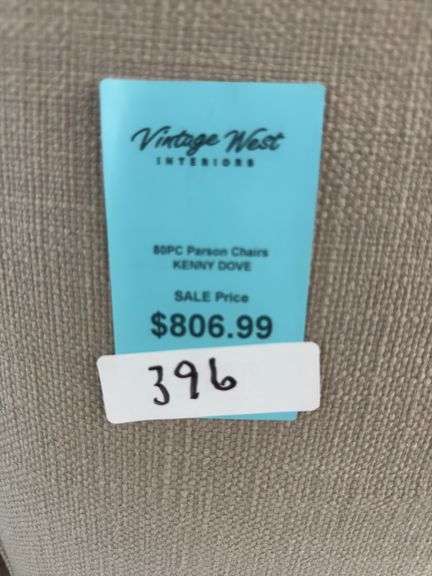 Vintage West
INTERIORS
80PC Parson Chairs
KENNY DOVE
SALE Price
$806.99
396